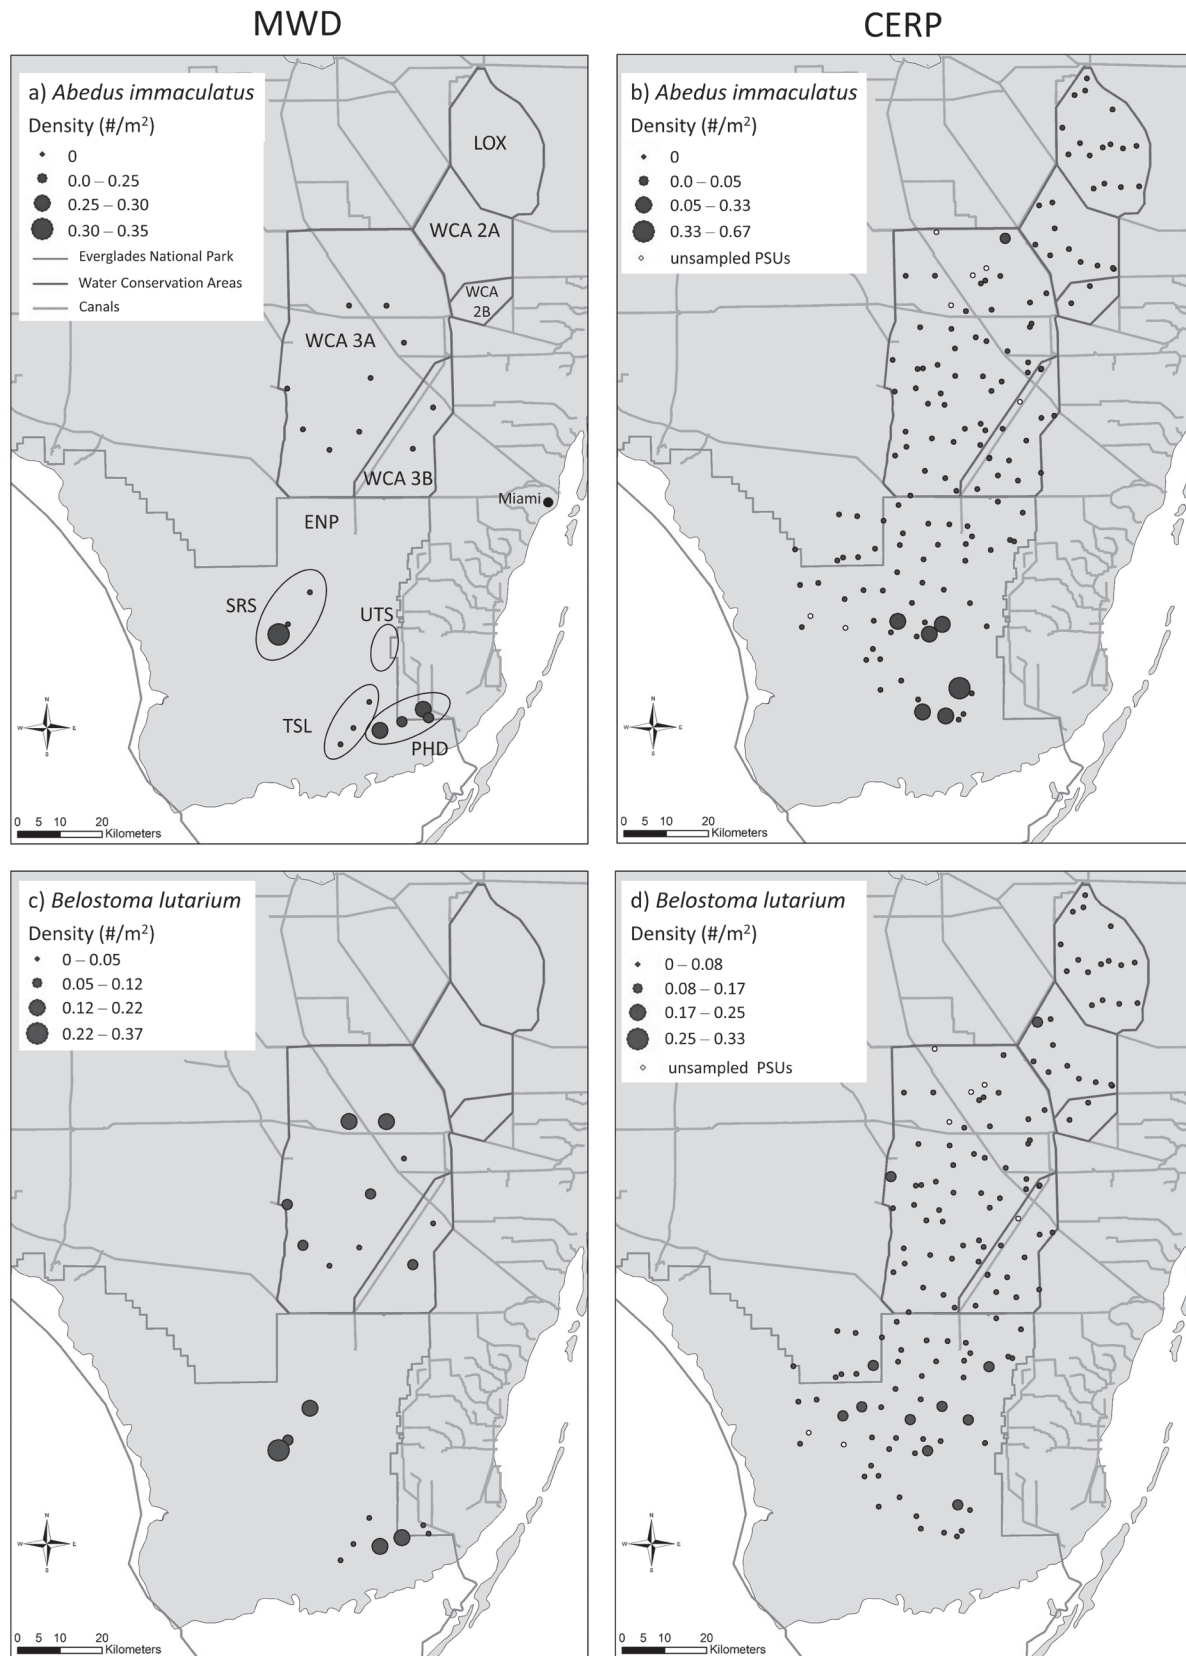 MWD
CERP
a) Abedus immaculatus
Density (#/m²)
0
0.0 – 0.25
0.25 – 0.30
0.30 – 0.35
Everglades National Park
Water Conservation Areas
Canals
LOX
WCA 2A
WCA
2B
WCA 3A
WCA 3B
Miami
ENP
SRS
UTS
TSL
PHD
N
W
E
S
0 5 10 20
Kilometers
b) Abedus immaculatus
Density (#/m²)
0
0.0 – 0.05
0.05 – 0.33
0.33 – 0.67
unsampled PSUs
N
W
E
S
0 5 10 20
Kilometers
c) Belostoma lutarium
Density (#/m²)
0 – 0.05
0.05 – 0.12
0.12 – 0.22
0.22 – 0.37
N
W
E
S
0 5 10 20
Kilometers
d) Belostoma lutarium
Density (#/m²)
0 – 0.08
0.08 – 0.17
0.17 – 0.25
0.25 – 0.33
unsampled PSUs
N
W
E
S
0 5 10 20
Kilometers